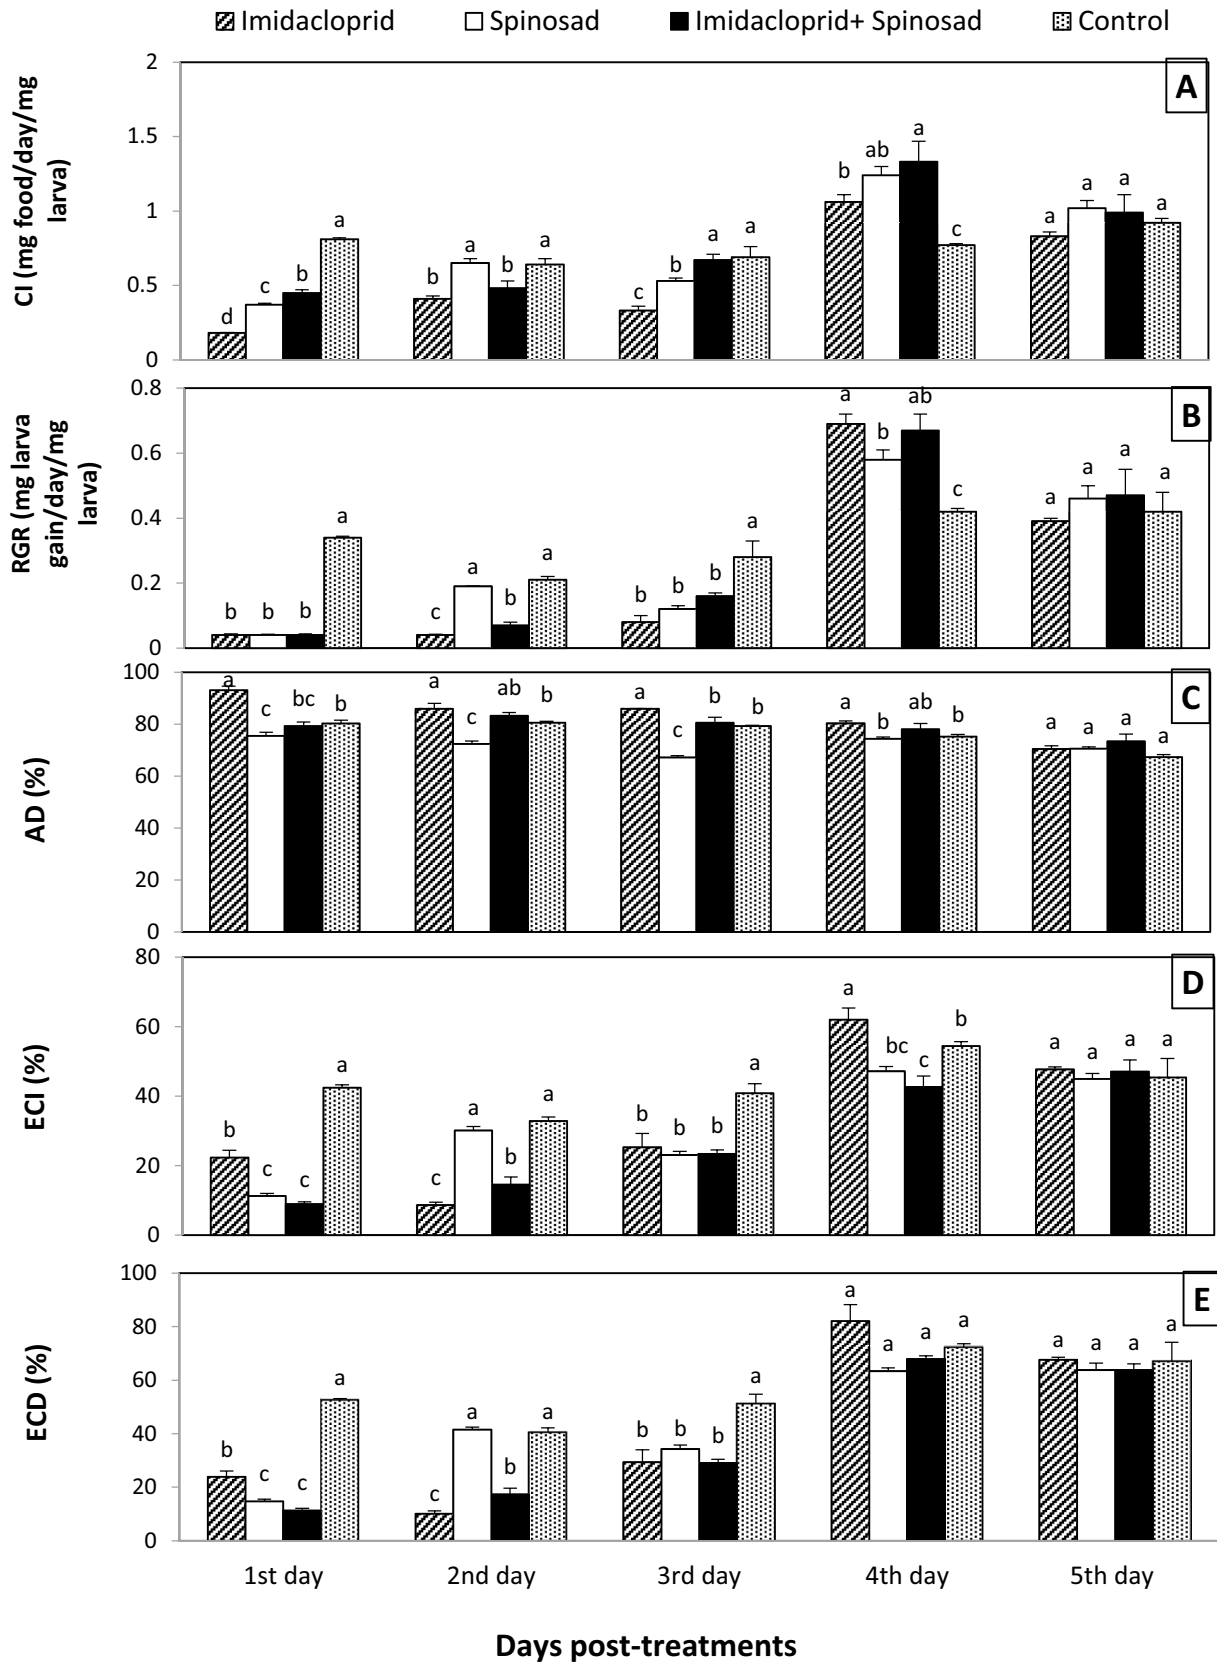 Imidacloprid Spinosad Imidacloprid+ Spinosad Control
A
CI (mg food/day/mg
larva)
2
1.5
1
0.5
0
d c b a
b a b a
c b a a
b ab a c
a a a a
B
RGR (mg larva
gain/day/mg
larva)
0.8
0.6
0.4
0.2
0
b b b a
c a b a
b b b a
a b ab c
a a a a
C
AD (%)
100
80
60
40
20
0
a c bc b
a c ab b
a c b b
a b ab b
a a a a
D
ECI (%)
80
60
40
20
0
b c c a
c a b a
b b b a
a bc c b
a a a a
E
ECD (%)
100
80
60
40
20
0
b c c a
c a b a
b b b a
a a a a
a a a a
1st day 2nd day 3rd day 4th day 5th day
Days post-treatments